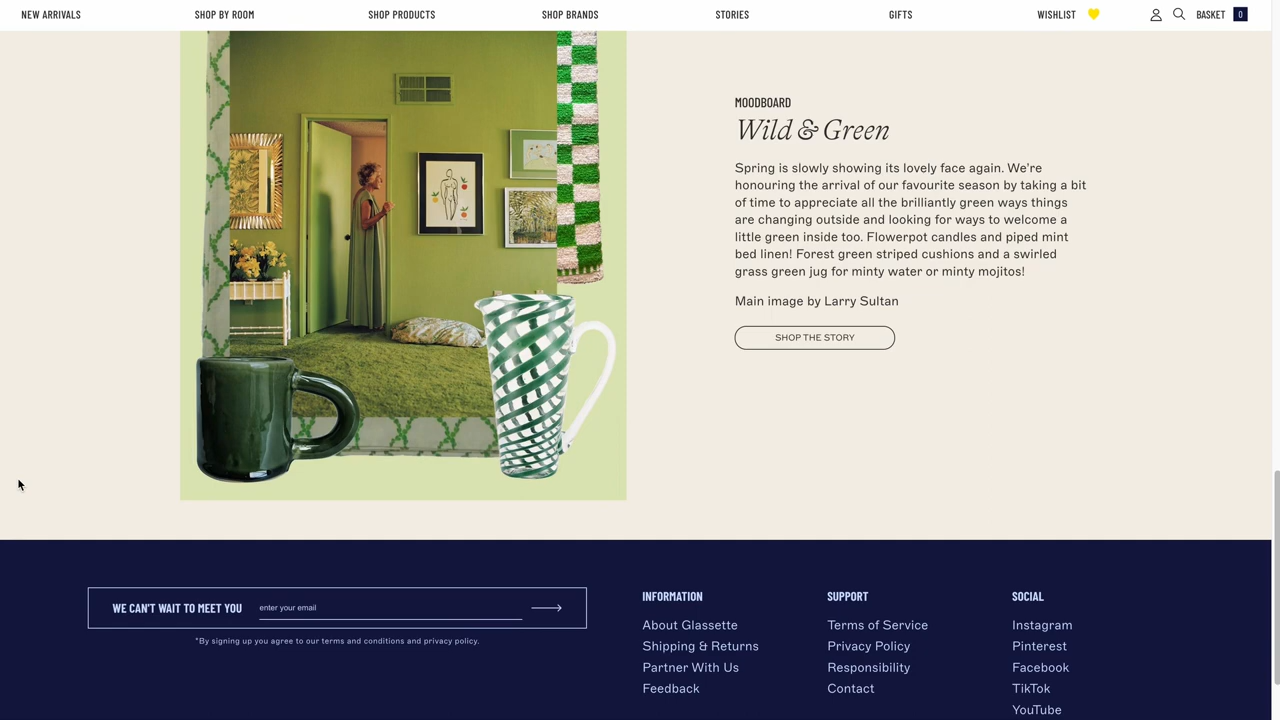 NEW ARRIVALS
SHOP BY ROOM
SHOP PRODUCTS
SHOP BRANDS
STORIES
GIFTS
WISHLIST
BASKET 0
MOODBOARD
Wild & Green
Spring is slowly showing its lovely face again. We're
honouring the arrival of our favourite season by taking a bit
of time to appreciate all the brilliantly green ways things
are changing outside and looking for ways to welcome a
little green inside too. Flowerpot candles and piped mint
bed linen! Forest green striped cushions and a swirled
grass green jug for minty water or minty mojitos!
Main image by Larry Sultan
SHOP THE STORY
WE CAN'T WAIT TO MEET YOU
enter your email
*By signing up you agree to our terms and conditions and privacy policy.
INFORMATION
About Glassette
Shipping & Returns
Partner With Us
Feedback
SUPPORT
Terms of Service
Privacy Policy
Responsibility
Contact
SOCIAL
Instagram
Pinterest
Facebook
TikTok
YouTube